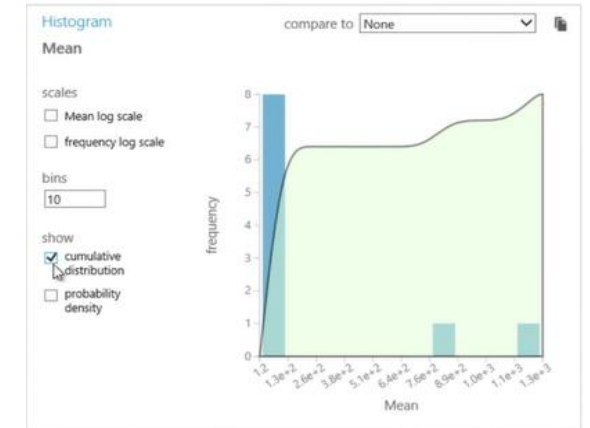 Histogram
compare to None
Mean
scales
Mean log scale
frequency log scale
bins
10
show
cumulative
distribution
probability
density
frequency
8
7
6
5
4
3
2
1
0
1.2
1.3e+2
2.6e+2
3.8e+2
5.1e+2
6.4e+2
7.6e+2
8.9e+2
1.0e+3
1.1e+3
1.3e+3
Mean